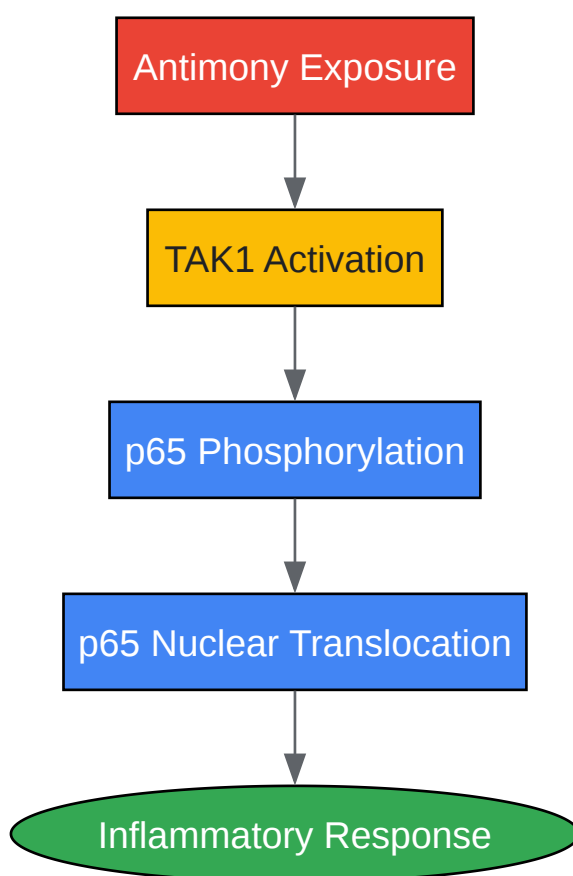 Antimony Exposure
TAK1 Activation
p65 Phosphorylation
p65 Nuclear Translocation
Inflammatory Response